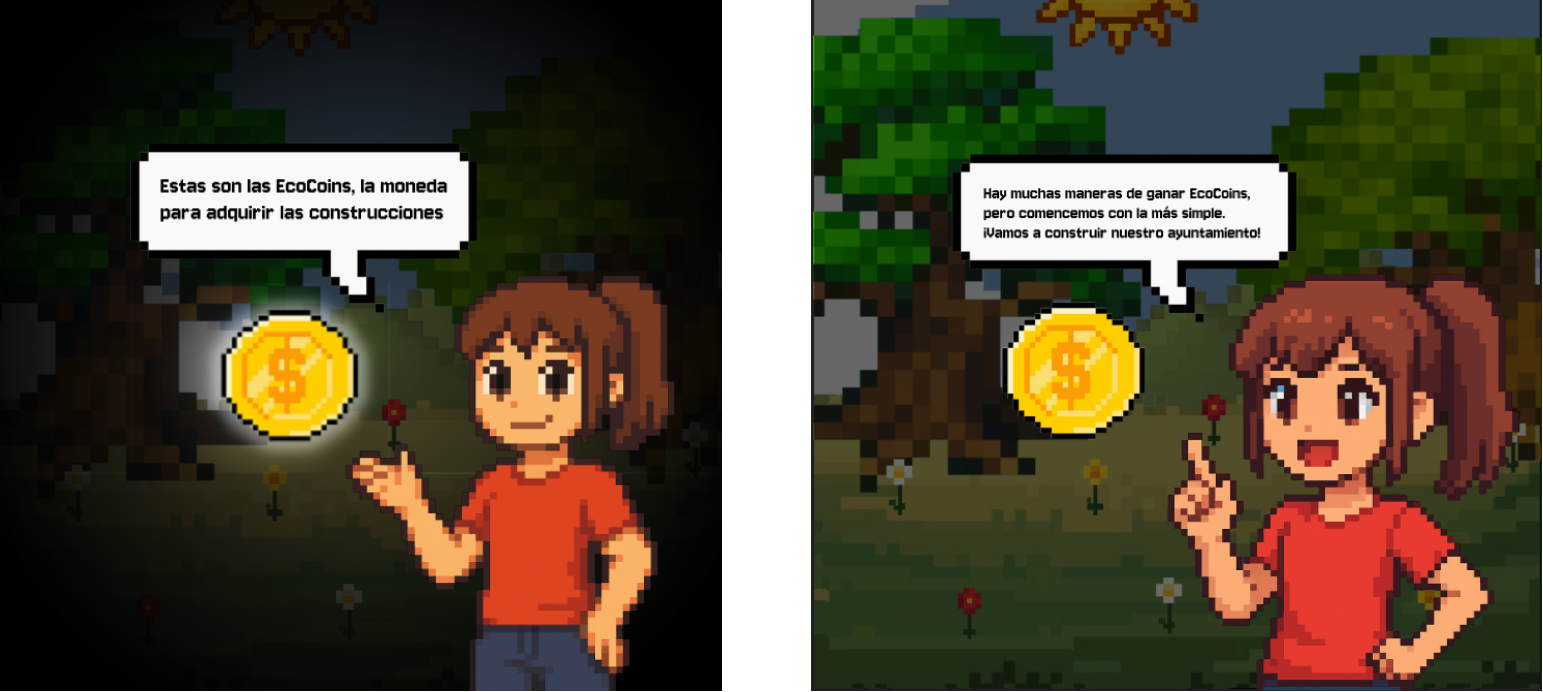 Estas son las EcoCoins, la moneda
para adquirir las construcciones
$
Hay muchas maneras de ganar EcoCoins,
pero comencemos con la más simple.
¡Vamos a construir nuestro ayuntamiento!
$